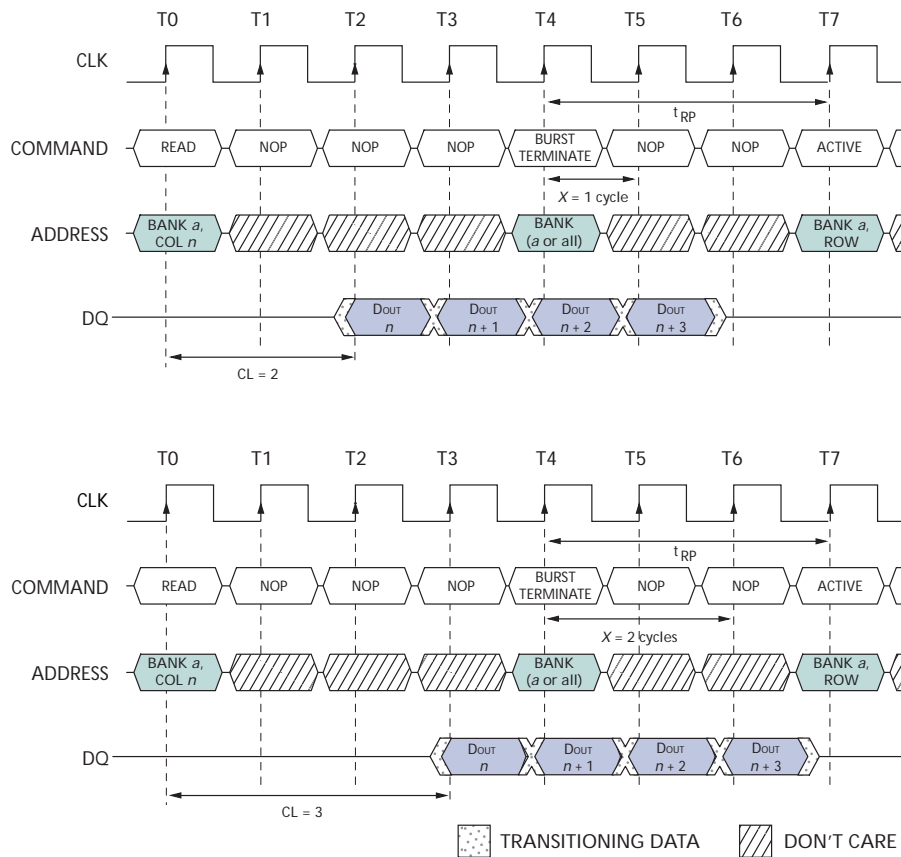 T0 T1 T2 T3 T4 T5 T6 T7
CLK
tRP
COMMAND READ NOP NOP NOP BURST TERMINATE NOP NOP ACTIVE
X = 1 cycle
ADDRESS BANK a, COL n BANK (a or all) BANK a, ROW
DQ DOUT n DOUT n + 1 DOUT n + 2 DOUT n + 3
CL = 2
T0 T1 T2 T3 T4 T5 T6 T7
CLK
tRP
COMMAND READ NOP NOP NOP BURST TERMINATE NOP NOP ACTIVE
X = 2 cycles
ADDRESS BANK a, COL n BANK (a or all) BANK a, ROW
DQ DOUT n DOUT n + 1 DOUT n + 2 DOUT n + 3
CL = 3
TRANSITIONING DATA DON'T CARE